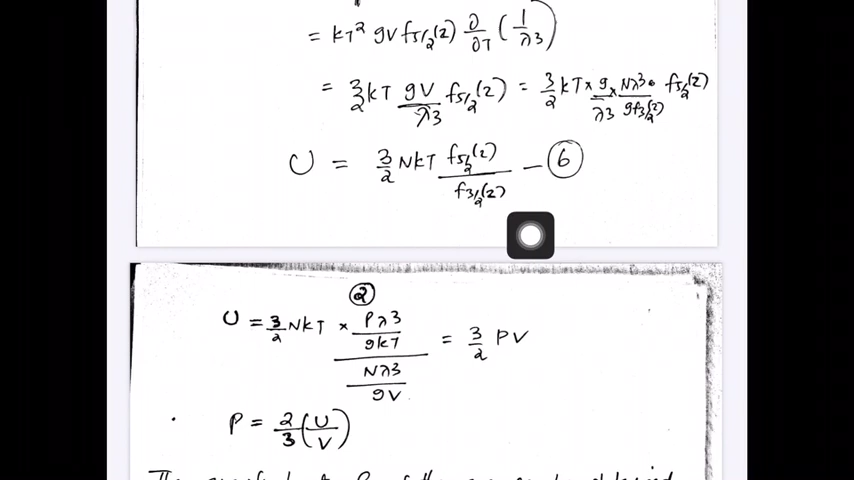 = kT² gV f5/2(z) ∂/∂T (1/λ3)
= 3/2 kT gV/λ3 f5/2(z) = 3/2 kT × g/λ3 × Nλ3/gf3/2(z) • f5/2(z)
U = 3/2 NkT f5/2(z)/f3/2(z) — ⑥
②
U = 3/2 NkT × Pλ3/gkT / Nλ3/gV = 3/2 PV
P = 2/3 (U/V)